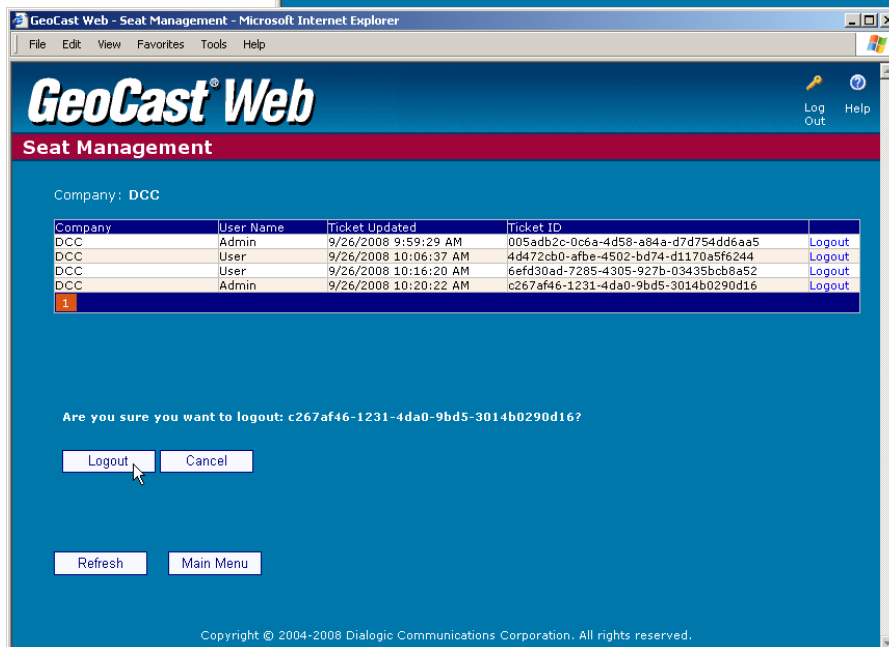 GeoCast Web - Seat Management - Microsoft Internet Explorer
File Edit View Favorites Tools Help
GeoCast® Web
Log Out Help
Seat Management
Company: DCC
Company User Name Ticket Updated Ticket ID
DCC Admin 9/26/2008 9:59:29 AM 005adb2c-0c6a-4d58-a84a-d7d754dd6aa5 Logout
DCC User 9/26/2008 10:06:37 AM 4d472cb0-afbe-4502-bd74-d1170a5f6244 Logout
DCC User 9/26/2008 10:16:20 AM 6efd30ad-7285-4305-927b-03435bcb8a52 Logout
DCC Admin 9/26/2008 10:20:22 AM c267af46-1231-4da0-9bd5-3014b0290d16 Logout
1
Are you sure you want to logout: c267af46-1231-4da0-9bd5-3014b0290d16?
Logout Cancel
Refresh Main Menu
Copyright © 2004-2008 Dialogic Communications Corporation. All rights reserved.